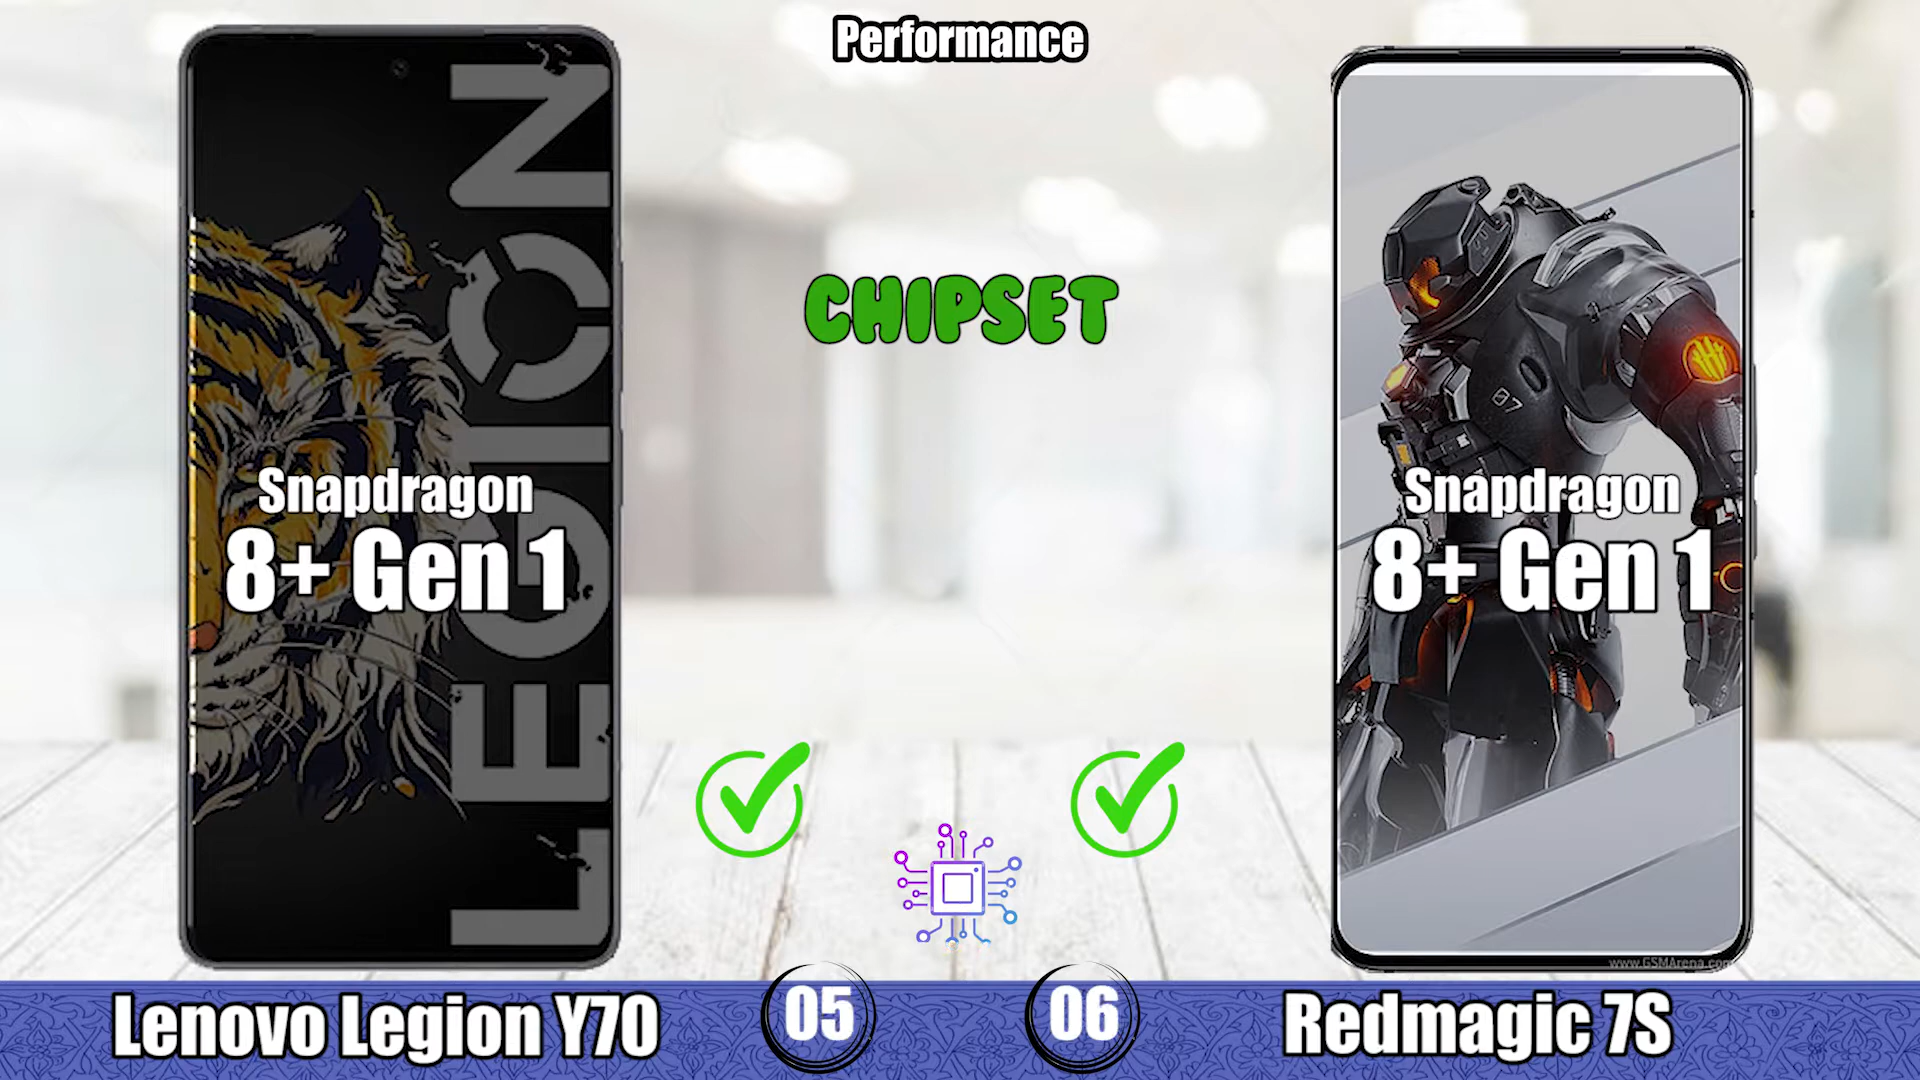 Performance
LEGION
CHIPSET
Snapdragon
8+ Gen 1
07
Snapdragon
8+ Gen 1
www.GSMArena.com
Lenovo Legion Y70
05
06
Redmagic 7S